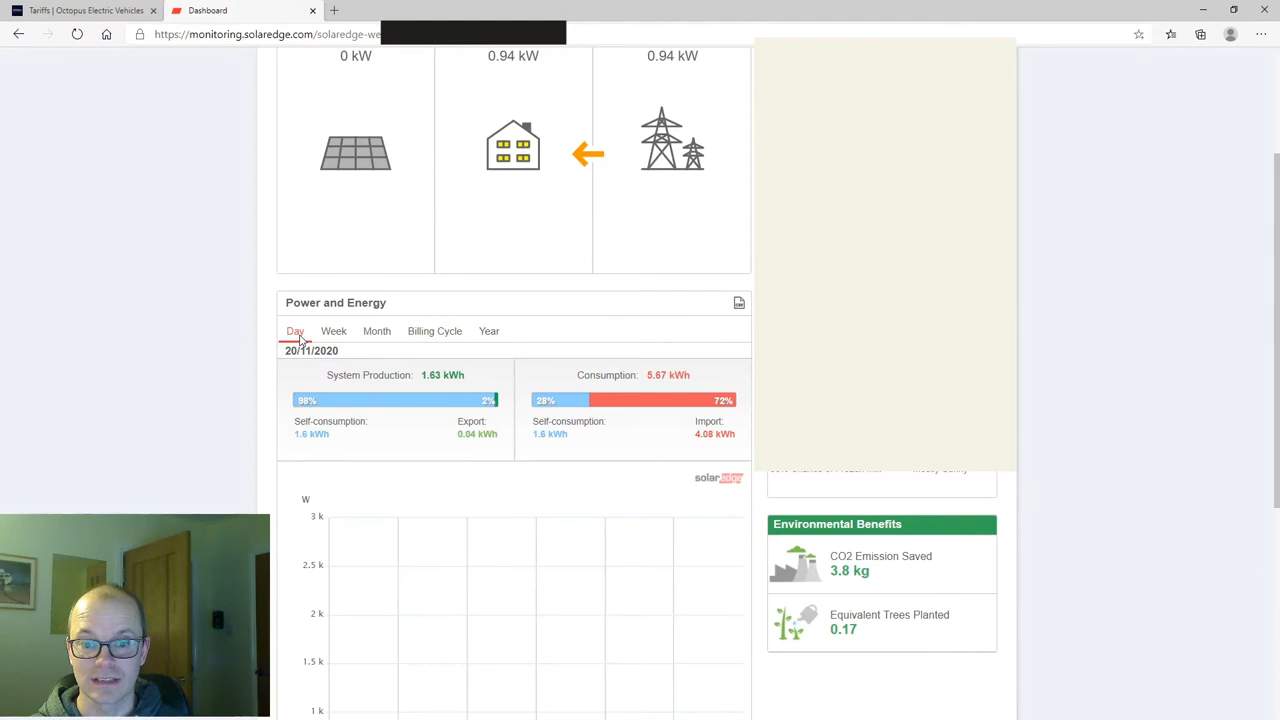 Tariffs | Octopus Electric Vehicles
Dashboard
https://monitoring.solaredge.com/solaredge-we
0 kW
0.94 kW
0.94 kW
Power and Energy
CSV
Day Week Month Billing Cycle Year
20/11/2020
System Production: 1.63 kWh
Consumption: 5.67 kWh
98% 2%
28% 72%
Self-consumption: Export:
1.6 kWh 0.04 kWh
Self-consumption: Import:
1.6 kWh 4.08 kWh
solaredge
W
3 k
2.5 k
2 k
1.5 k
1 k
Mostly Sunny
Environmental Benefits
CO2 Emission Saved
3.8 kg
Equivalent Trees Planted
0.17